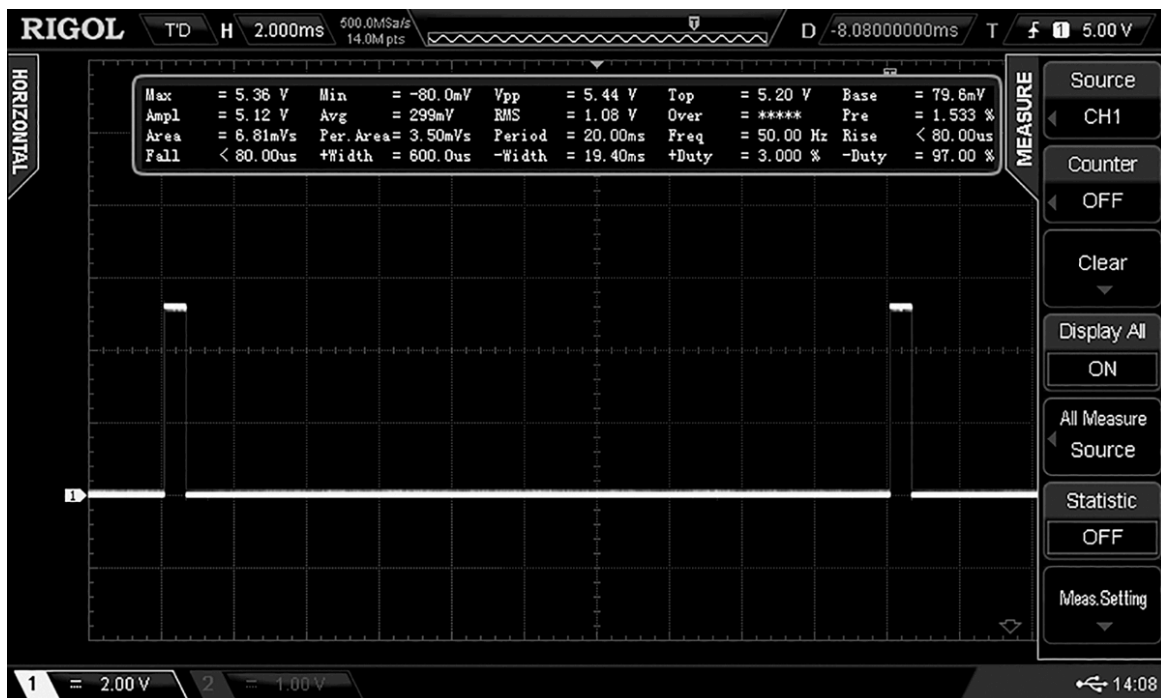 RIGOL T'D H 2.000ms 500.0MSa/s 14.0M pts D -8.08000000ms T 1 5.00 V
HORIZONTAL
Max = 5.36 V Min = -80.0mV Vpp = 5.44 V Top = 5.20 V Base = 79.6mV
Ampl = 5.12 V Avg = 299mV RMS = 1.08 V Over = ***** Pre = 1.533 %
Area = 6.81mVs Per.Area= 3.50mVs Period = 20.00ms Freq = 50.00 Hz Rise < 80.00us
Fall < 80.00us +Width = 600.0us -Width = 19.40ms +Duty = 3.000 % -Duty = 97.00 %
MEASURE
Source
CH1
Counter
OFF
Clear
Display All
ON
All Measure
Source
Statistic
OFF
Meas.Setting
1
1 = 2.00 V 2 = 1.00 V 14:08